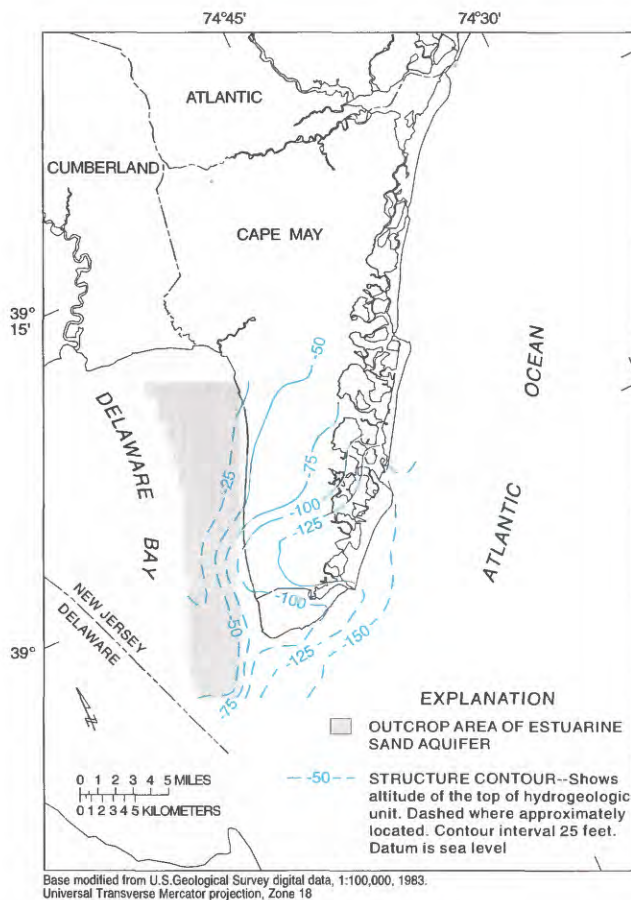 74°45'
74°30'
ATLANTIC
CUMBERLAND
CAPE MAY
39°
15'
-50
OCEAN
DELAWARE BAY
-25
-75
-100
-125
ATLANTIC
-100
NEW JERSEY
DELAWARE
-50
-150
39°
-125
-75
EXPLANATION
OUTCROP AREA OF ESTUARINE
SAND AQUIFER
0 1 2 3 4 5 MILES
0 1 2 3 4 5 KILOMETERS
-50
STRUCTURE CONTOUR--Shows
altitude of the top of hydrogeologic
unit. Dashed where approximately
located. Contour interval 25 feet.
Datum is sea level
Base modified from U.S.Geological Survey digital data, 1:100,000, 1983.
Universal Transverse Mercator projection, Zone 18